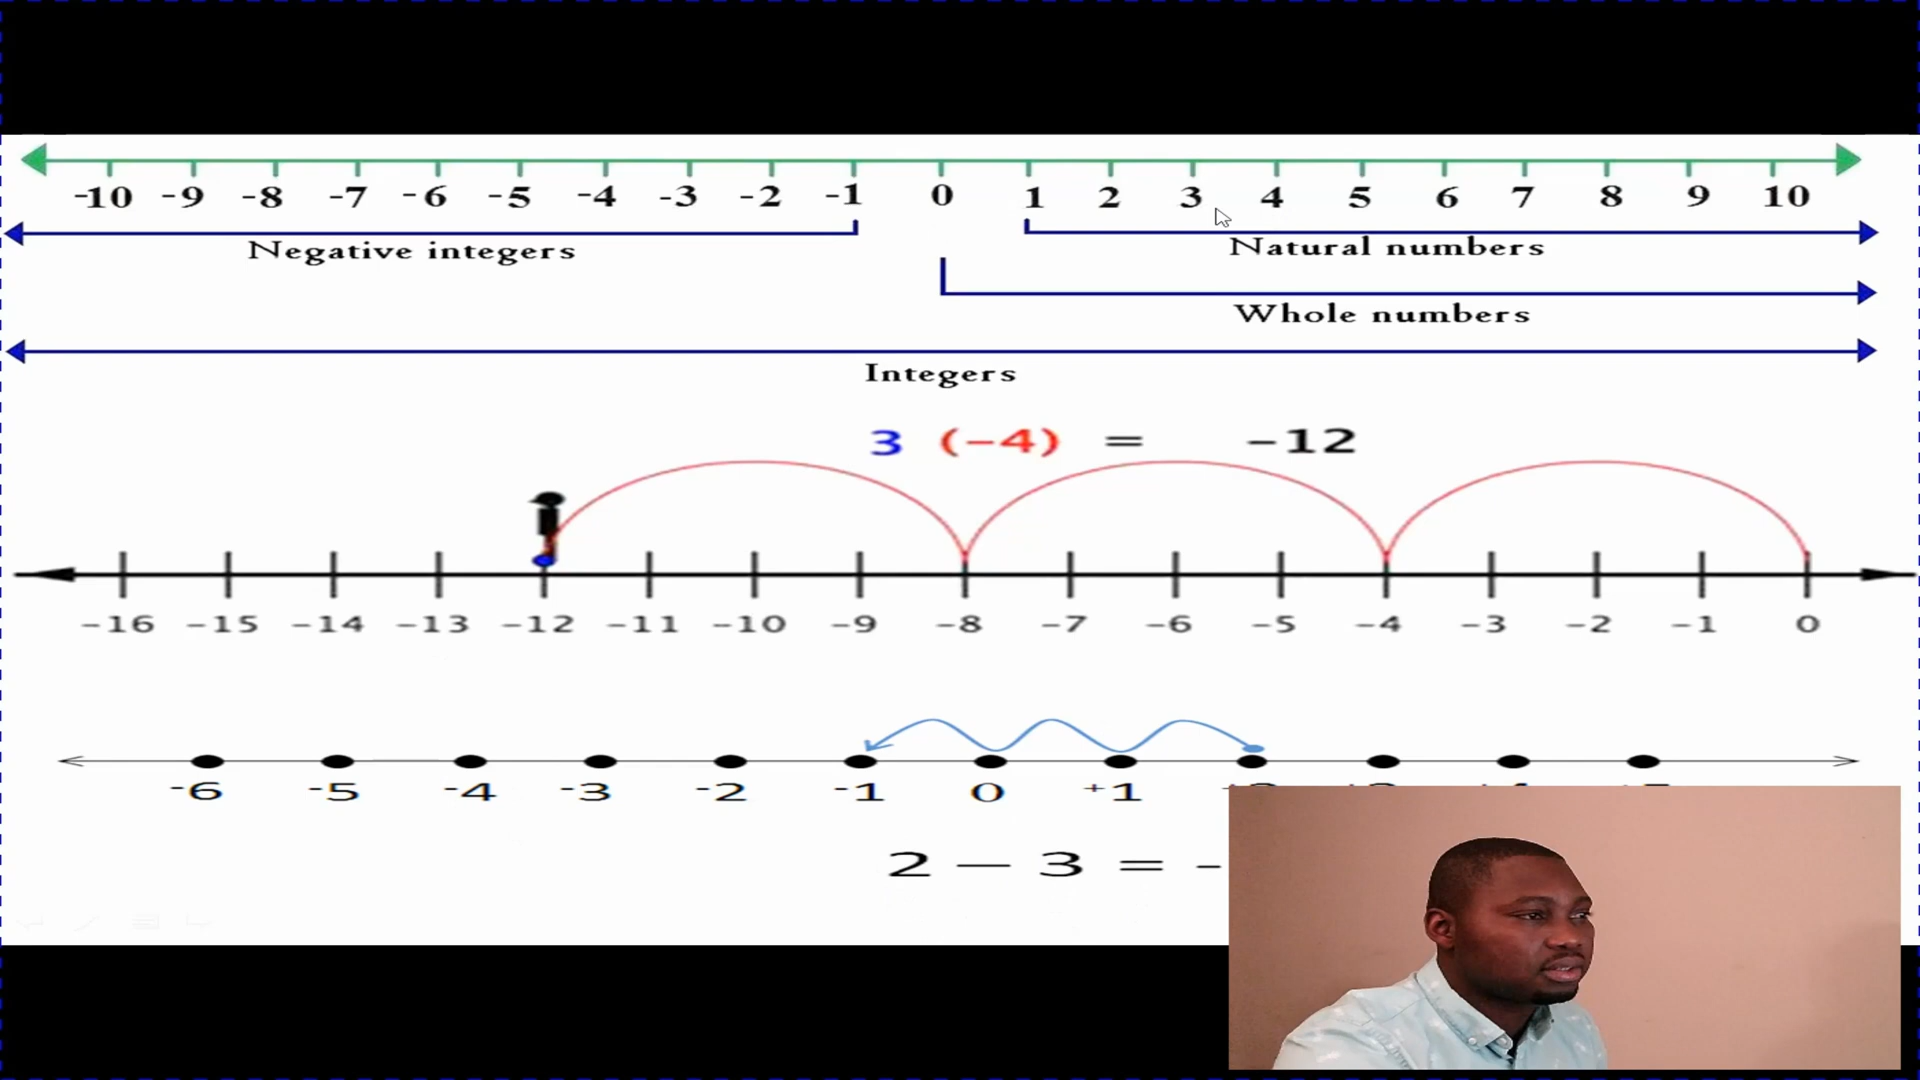 -10 -9 -8 -7 -6 -5 -4 -3 -2 -1 0 1 2 3 4 5 6 7 8 9 10
Negative integers
Natural numbers
Whole numbers
Integers
3 (−4) = −12
−16 −15 −14 −13 −12 −11 −10 −9 −8 −7 −6 −5 −4 −3 −2 −1 0
-6 -5 -4 -3 -2 -1 0 +1
2 − 3 = -